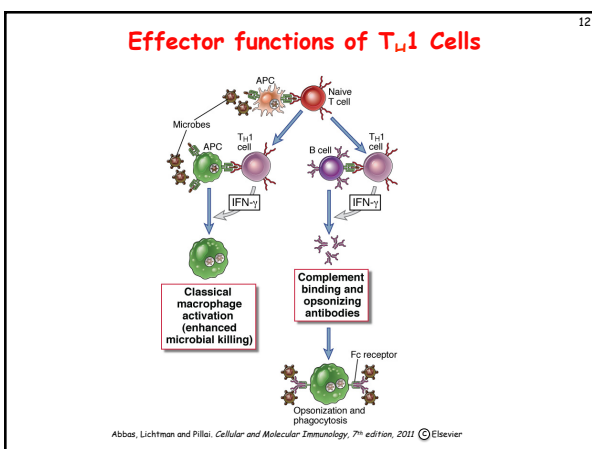 12
Effector functions of TH1 Cells
APC
Naive
T cell
Microbes
APC
TH1
cell
B cell
TH1
cell
IFN-γ
IFN-γ
Classical
macrophage
activation
(enhanced
microbial killing)
Complement
binding and
opsonizing
antibodies
Fc receptor
Opsonization and
phagocytosis
Abbas, Lichtman and Pillai. Cellular and Molecular Immunology, 7th edition, 2011 © Elsevier